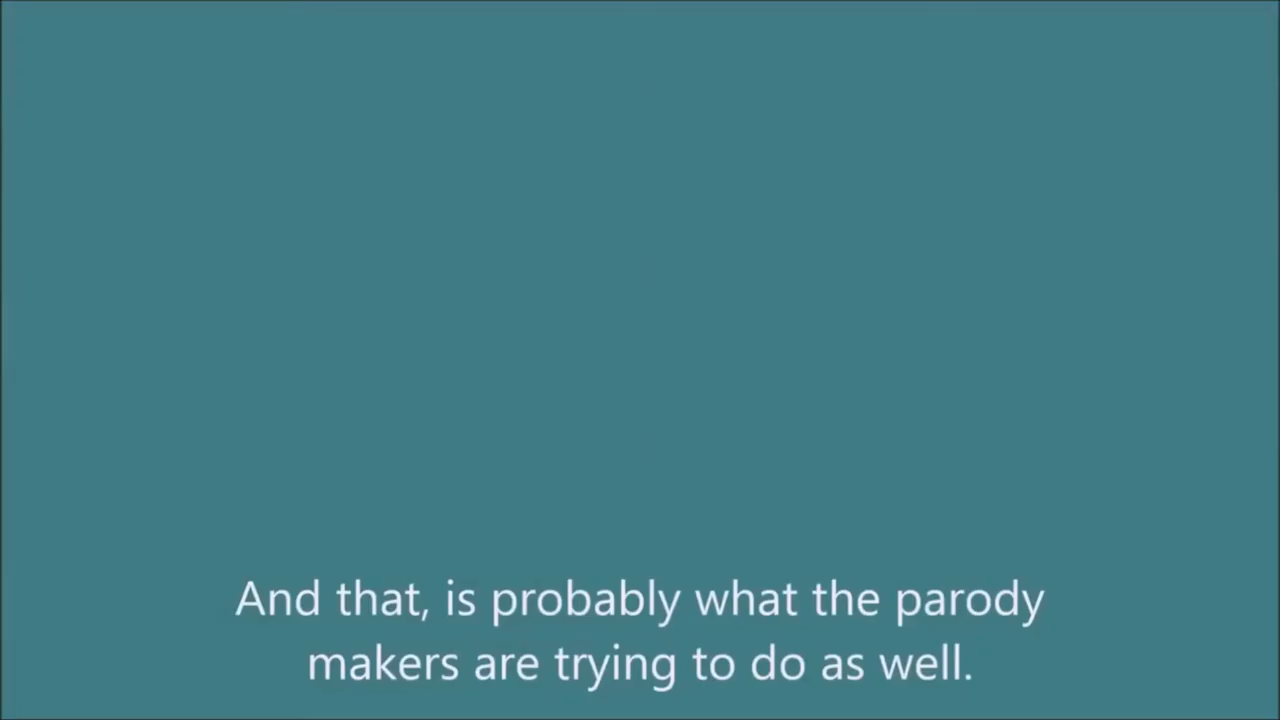 And that, is probably what the parody
makers are trying to do as well.